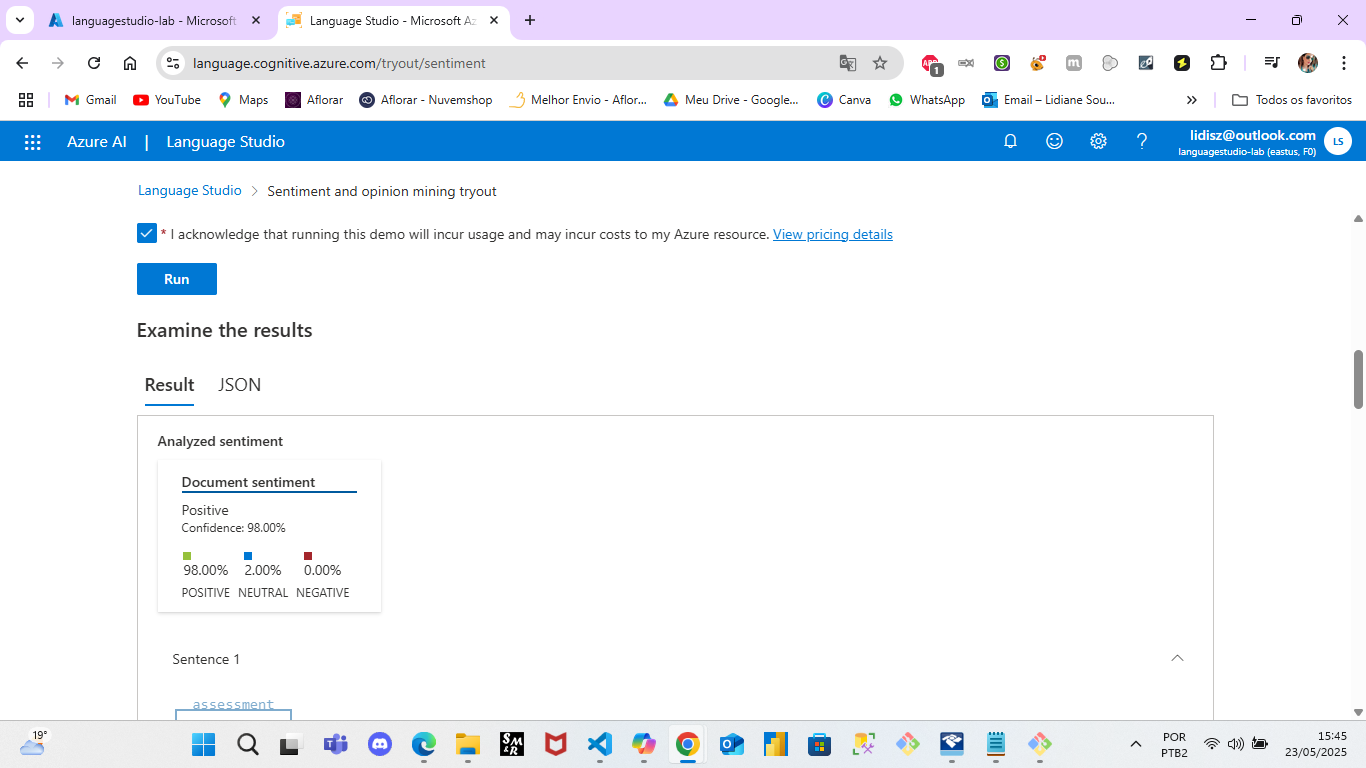 languagestudio-lab - Microsoft
Language Studio - Microsoft Az
language.cognitive.azure.com/tryout/sentiment
1
Gmail
YouTube
Maps
Aflorar
Aflorar - Nuvemshop
Melhor Envio - Aflor...
Meu Drive - Google...
Canva
WhatsApp
Email – Lidiane Sou...
Todos os favoritos
Azure AI | Language Studio
lidisz@outlook.com
languagestudio-lab (eastus, F0)
LS
Language Studio > Sentiment and opinion mining tryout
* I acknowledge that running this demo will incur usage and may incur costs to my Azure resource. View pricing details
Run
Examine the results
Result
JSON
Analyzed sentiment
Document sentiment
Positive
Confidence: 98.00%
98.00% 2.00% 0.00%
POSITIVE NEUTRAL NEGATIVE
Sentence 1
assessment
19°
POR
PTB2
15:45
23/05/2025